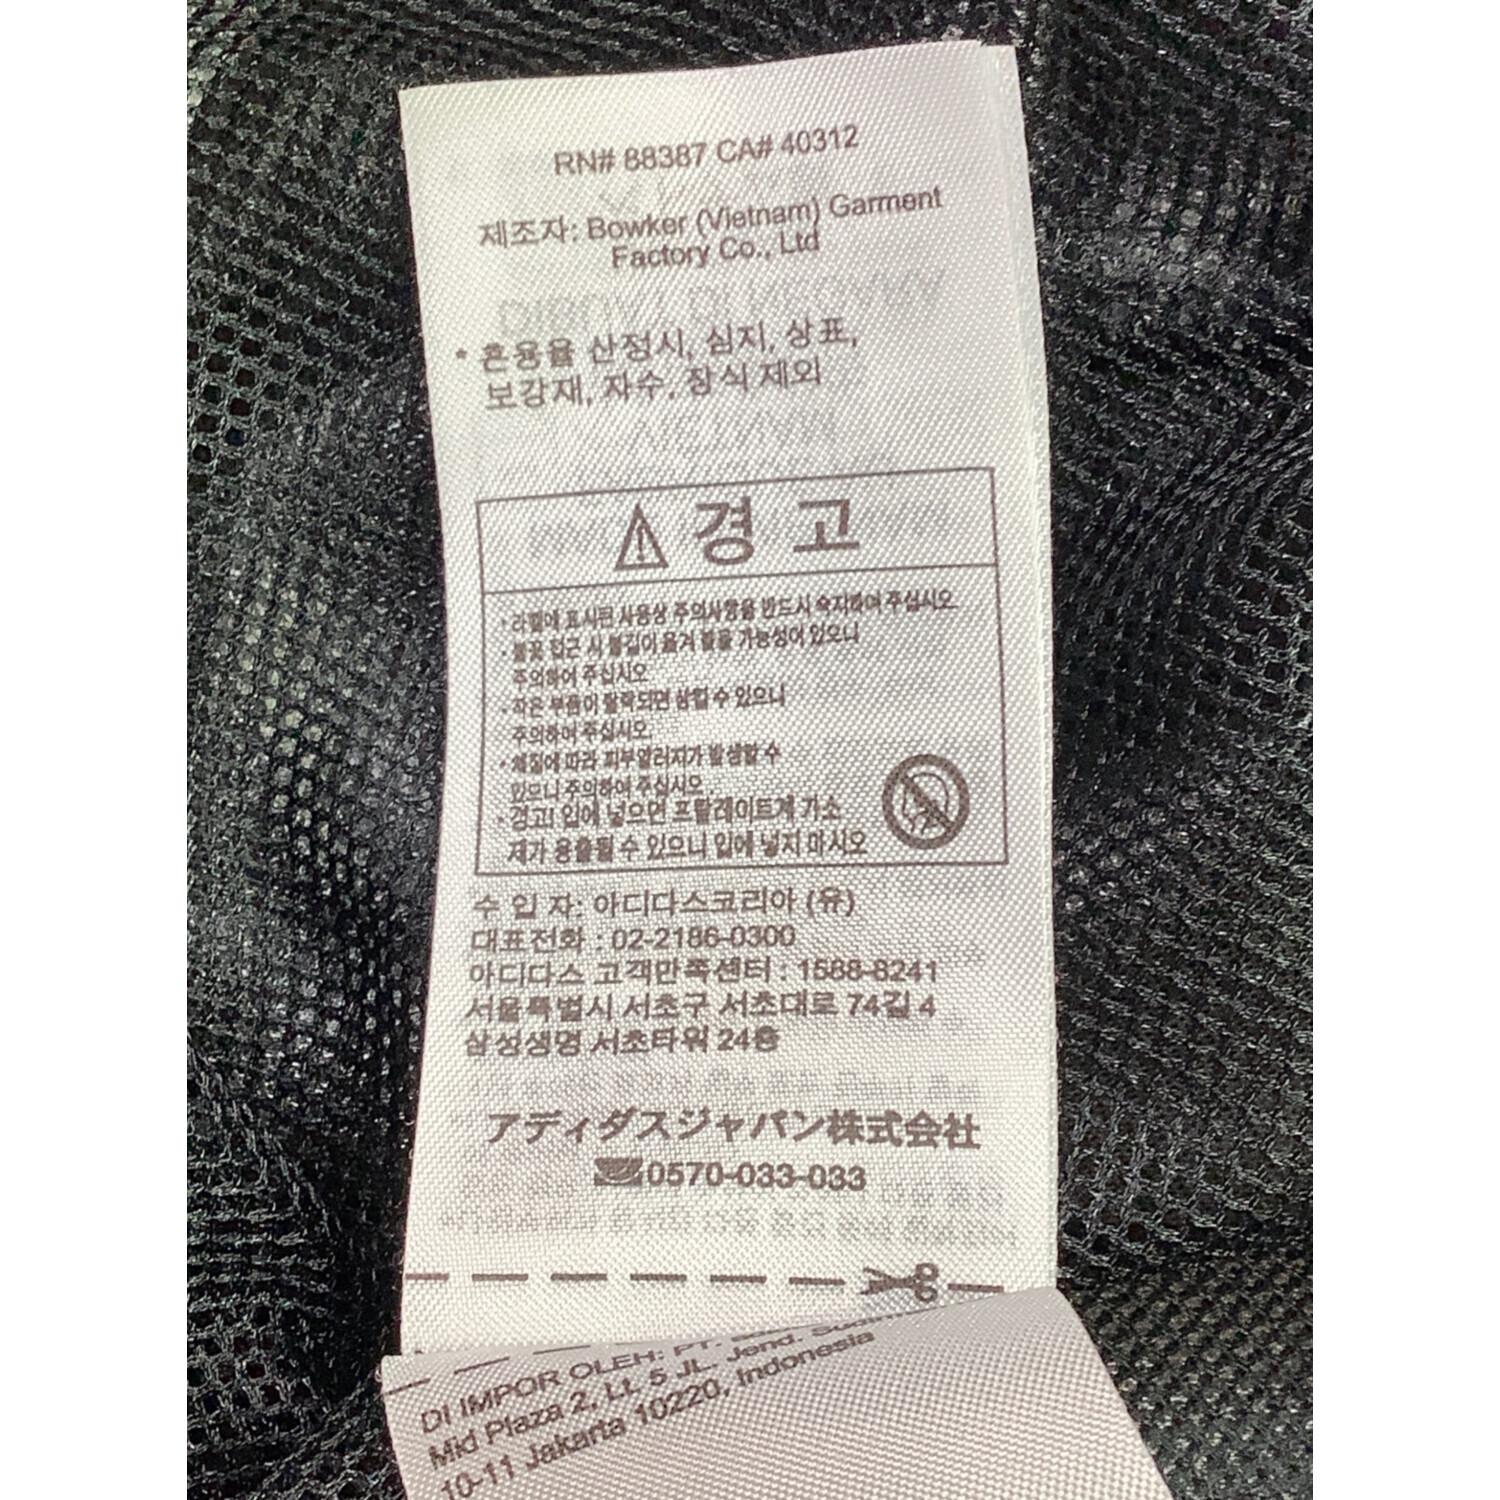 RN# 88387 CA# 40312
제조자: Bowker (Vietnam) Garment
Factory Co., Ltd
* 혼용율 산정시, 심지, 상표,
보강재, 자수, 장식 제외
경 고
• 라벨에 표시된 사용상 주의사항을 반드시 숙지하여 주십시오.
• 불꽃 접근 시 불길이 옮겨 붙을 가능성이 있으니
주의하여 주십시오
• 작은 부품이 탈락되면 삼킬 수 있으니
주의하여 주십시오.
• 체질에 따라 피부알러지가 발생할 수
있으니 주의하여 주십시오.
• 경고! 입에 넣으면 프탈레이트계 가소
제가 용출될 수 있으니 입에 넣지 마시오
수 입 자: 아디다스코리아 (유)
대표전화 : 02-2186-0300
아디다스 고객만족센터 : 1588-8241
서울특별시 서초구 서초대로 74길 4
삼성생명 서초타워 24층
アディダスジャパン株式会社
0570-033-033
DI IMPOR OLEH: PT. JL. Jend.
Mid Plaza 2, LL 5
10-11 Jakarta 10220, Indonesia